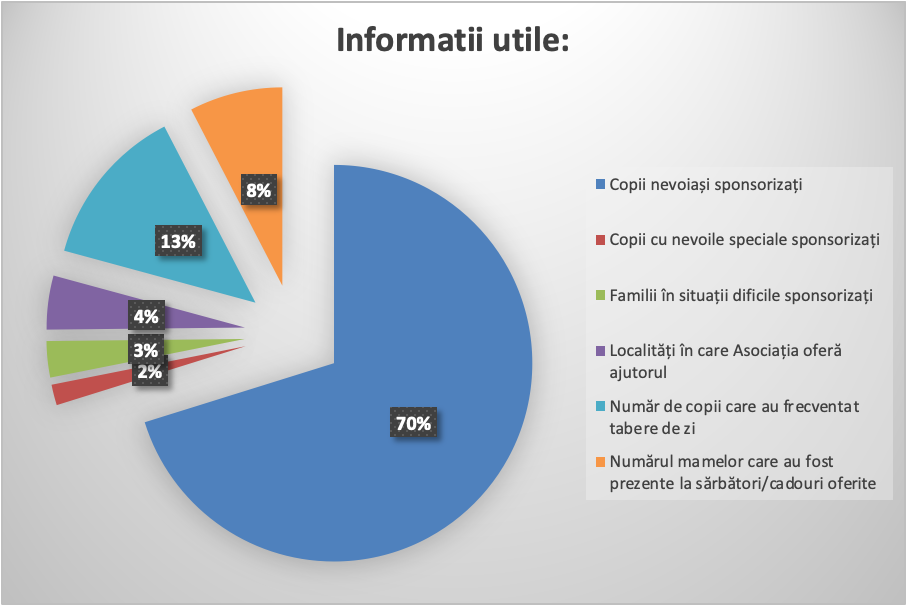 Informatii utile:
8%
13%
4%
3%
2%
70%
Copii nevoiași sponsorizați
Copii cu nevoile speciale sponsorizați
Familii în situații dificile sponsorizați
Localități în care Asociația oferă
ajutorul
Număr de copii care au frecventat
tabere de zi
Numărul mamelor care au fost
prezente la sărbători/cadouri oferite